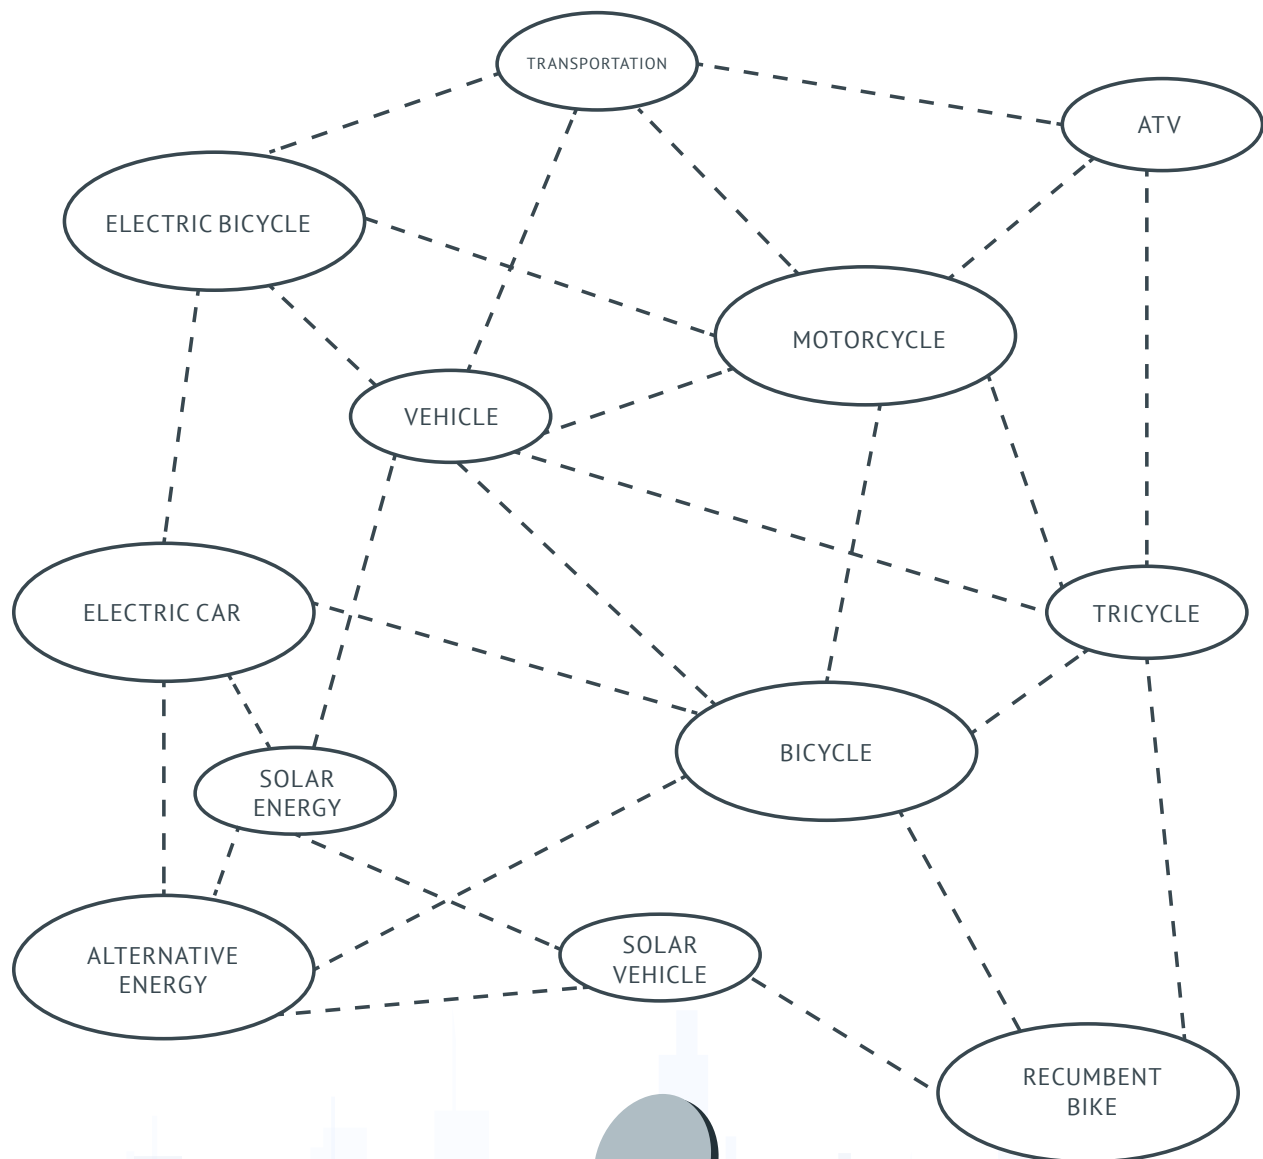 TRANSPORTATION
ATV
ELECTRIC BICYCLE
MOTORCYCLE
VEHICLE
ELECTRIC CAR
TRICYCLE
BICYCLE
SOLAR
ENERGY
ALTERNATIVE
ENERGY
SOLAR
VEHICLE
RECUMBENT
BIKE